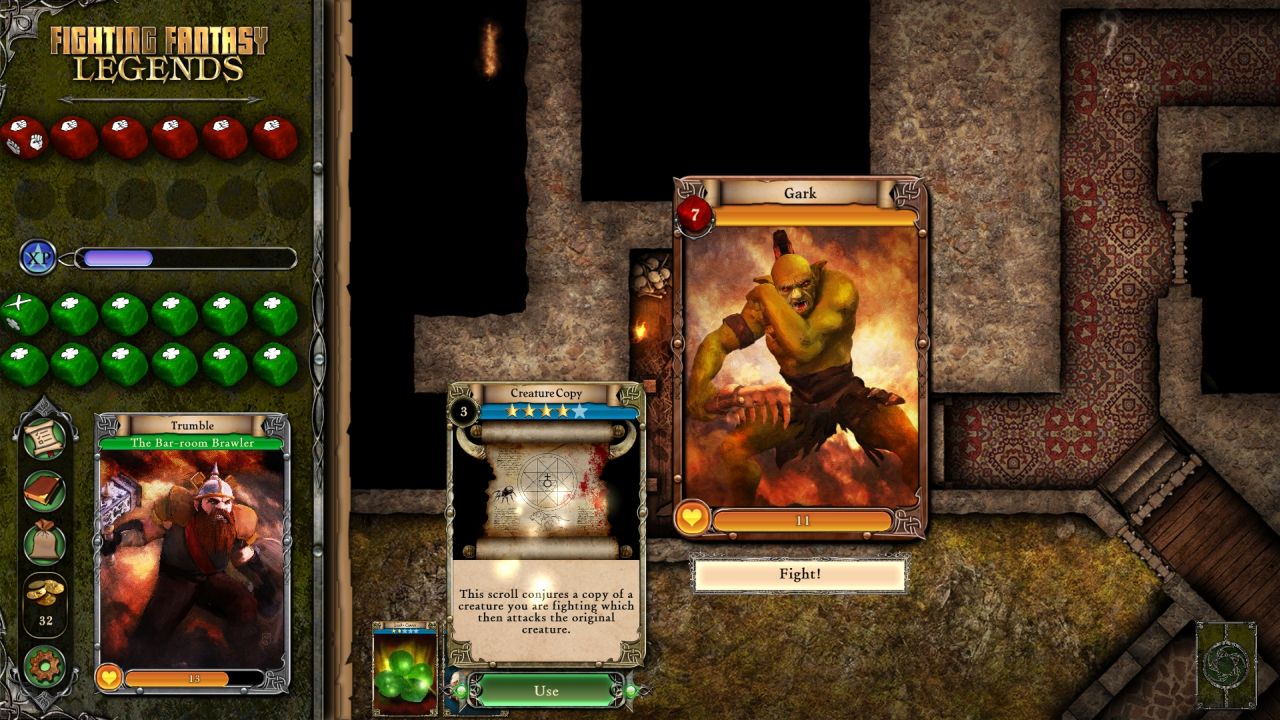 FIGHTING FANTASY
LEGENDS
XP
Trumble
The Bar-room Brawler
13
32
Creature Copy
3
This scroll conjures a copy of a
creature you are fighting which
then attacks the original
creature.
Use
Gark
7
11
Fight!